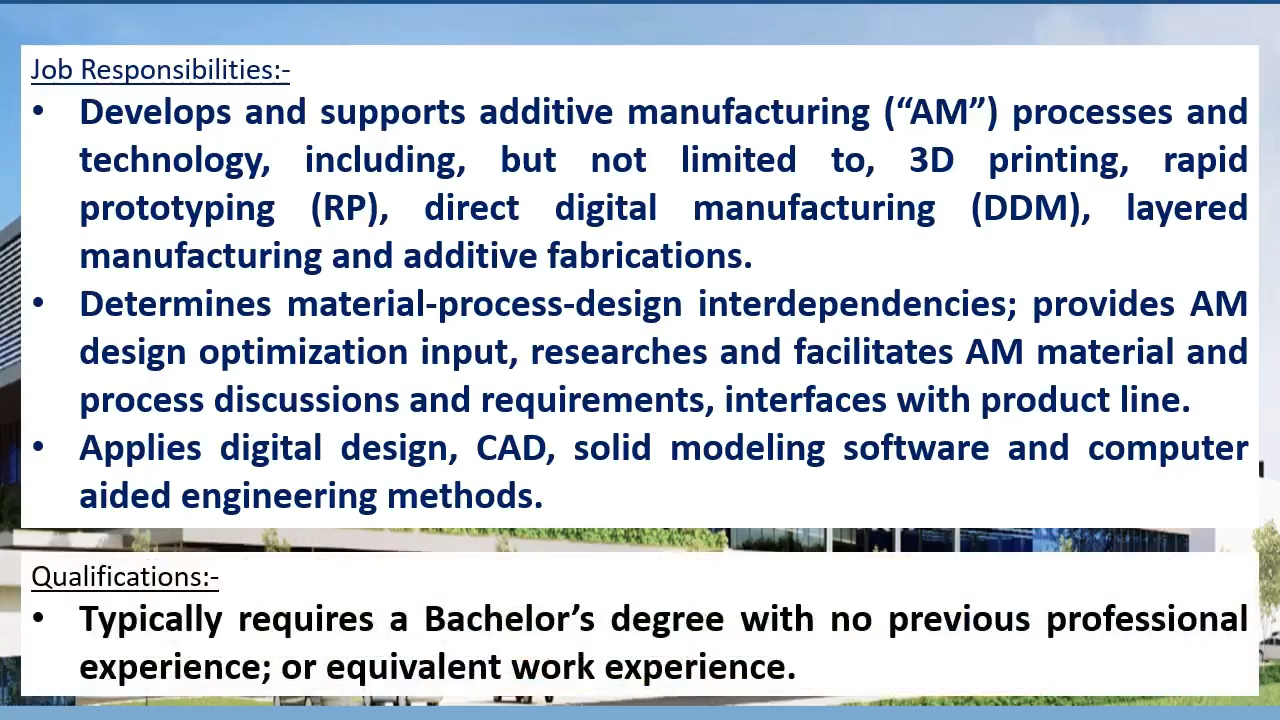 Job Responsibilities:-
• Develops and supports additive manufacturing (“AM”) processes and
technology, including, but not limited to, 3D printing, rapid
prototyping (RP), direct digital manufacturing (DDM), layered
manufacturing and additive fabrications.
• Determines material-process-design interdependencies; provides AM
design optimization input, researches and facilitates AM material and
process discussions and requirements, interfaces with product line.
• Applies digital design, CAD, solid modeling software and computer
aided engineering methods.
Qualifications:-
• Typically requires a Bachelor’s degree with no previous professional
experience; or equivalent work experience.